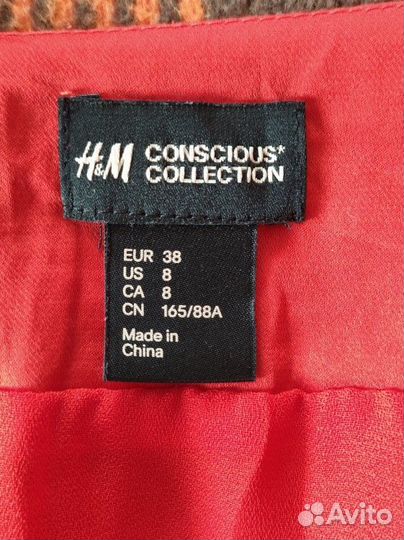 H&M CONSCIOUS*
COLLECTION
EUR 38
US 8
CA 8
CN 165/88A
Made in
China
Avito